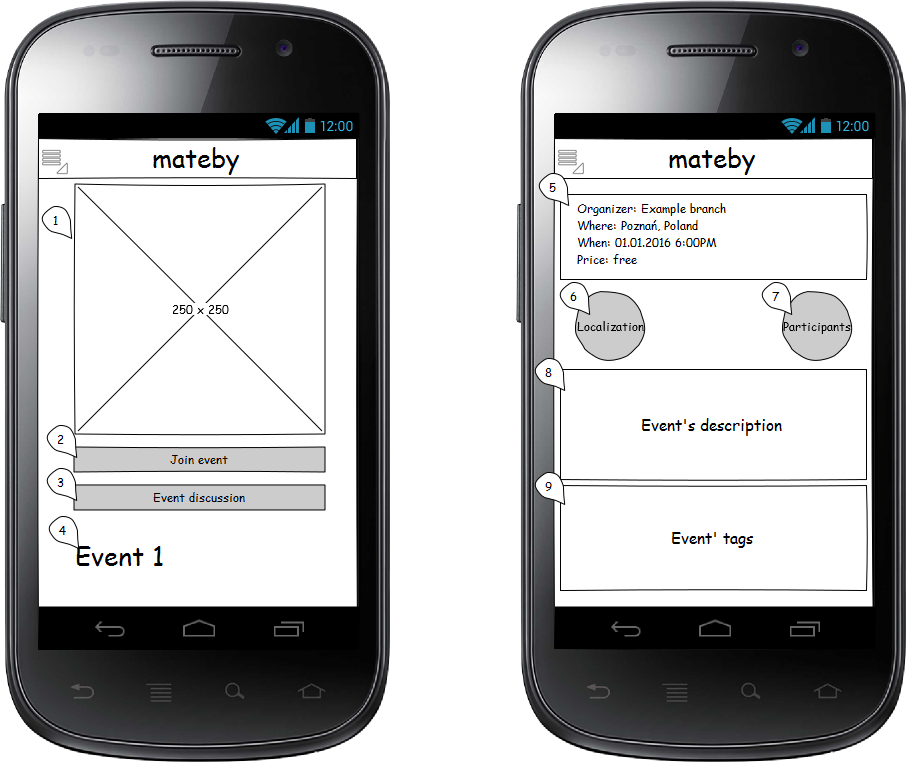 12:00
mateby
1
250 x 250
2
Join event
3
Event discussion
4
Event 1
12:00
mateby
5
Organizer: Example branch
Where: Poznań, Poland
When: 01.01.2016 6:00PM
Price: free
6
Localization
7
Participants
8
Event's description
9
Event' tags